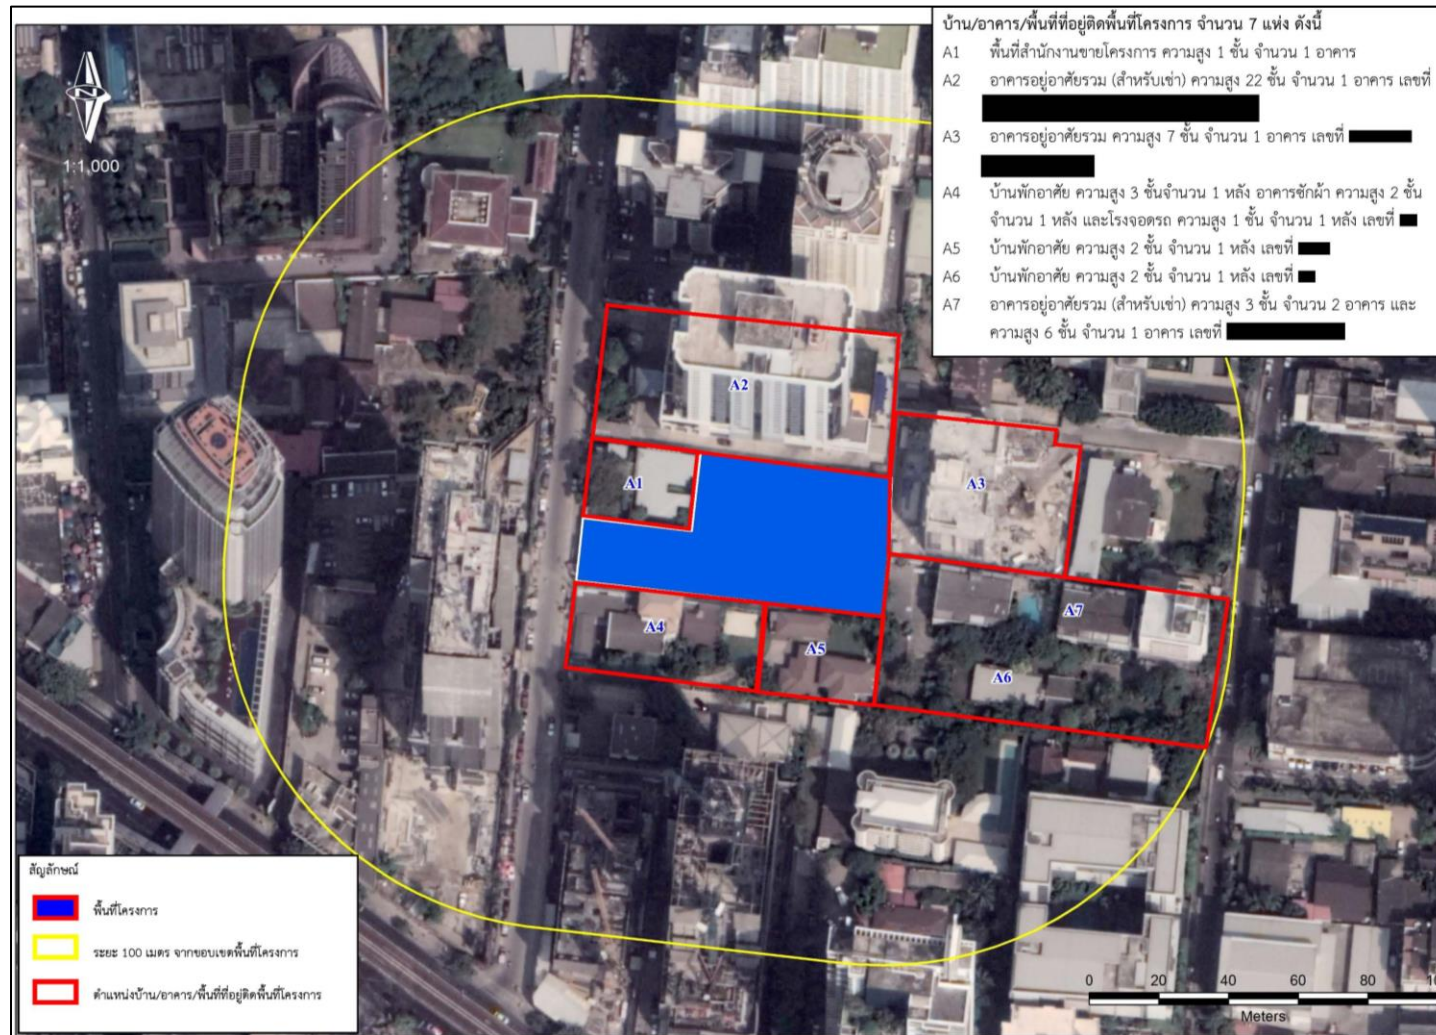 บ้าน/อาคาร/พื้นที่ที่อยู่ติดพื้นที่โครงการ จำนวน 7 แห่ง ดังนี้
A1 พื้นที่สำนักงานขายโครงการ ความสูง 1 ชั้น จำนวน 1 อาคาร
A2 อาคารอยู่อาศัยรวม (สำหรับเช่า) ความสูง 22 ชั้น จำนวน 1 อาคาร เลขที่
A3 อาคารอยู่อาศัยรวม ความสูง 7 ชั้น จำนวน 1 อาคาร เลขที่
A4 บ้านพักอาศัย ความสูง 3 ชั้นจำนวน 1 หลัง อาคารซักผ้า ความสูง 2 ชั้น
จำนวน 1 หลัง และโรงจอดรถ ความสูง 1 ชั้น จำนวน 1 หลัง เลขที่
A5 บ้านพักอาศัย ความสูง 2 ชั้น จำนวน 1 หลัง เลขที่
A6 บ้านพักอาศัย ความสูง 2 ชั้น จำนวน 1 หลัง เลขที่
A7 อาคารอยู่อาศัยรวม (สำหรับเช่า) ความสูง 3 ชั้น จำนวน 2 อาคาร และ
ความสูง 6 ชั้น จำนวน 1 อาคาร เลขที่
N
1:1,000
A2
A1
A3
A7
A4
A5
A6
สัญลักษณ์
พื้นที่โครงการ
ระยะ 100 เมตร จากขอบเขตพื้นที่โครงการ
ตำแหน่งบ้าน/อาคาร/พื้นที่ที่อยู่ติดพื้นที่โครงการ
0 20 40 60 80
Meters